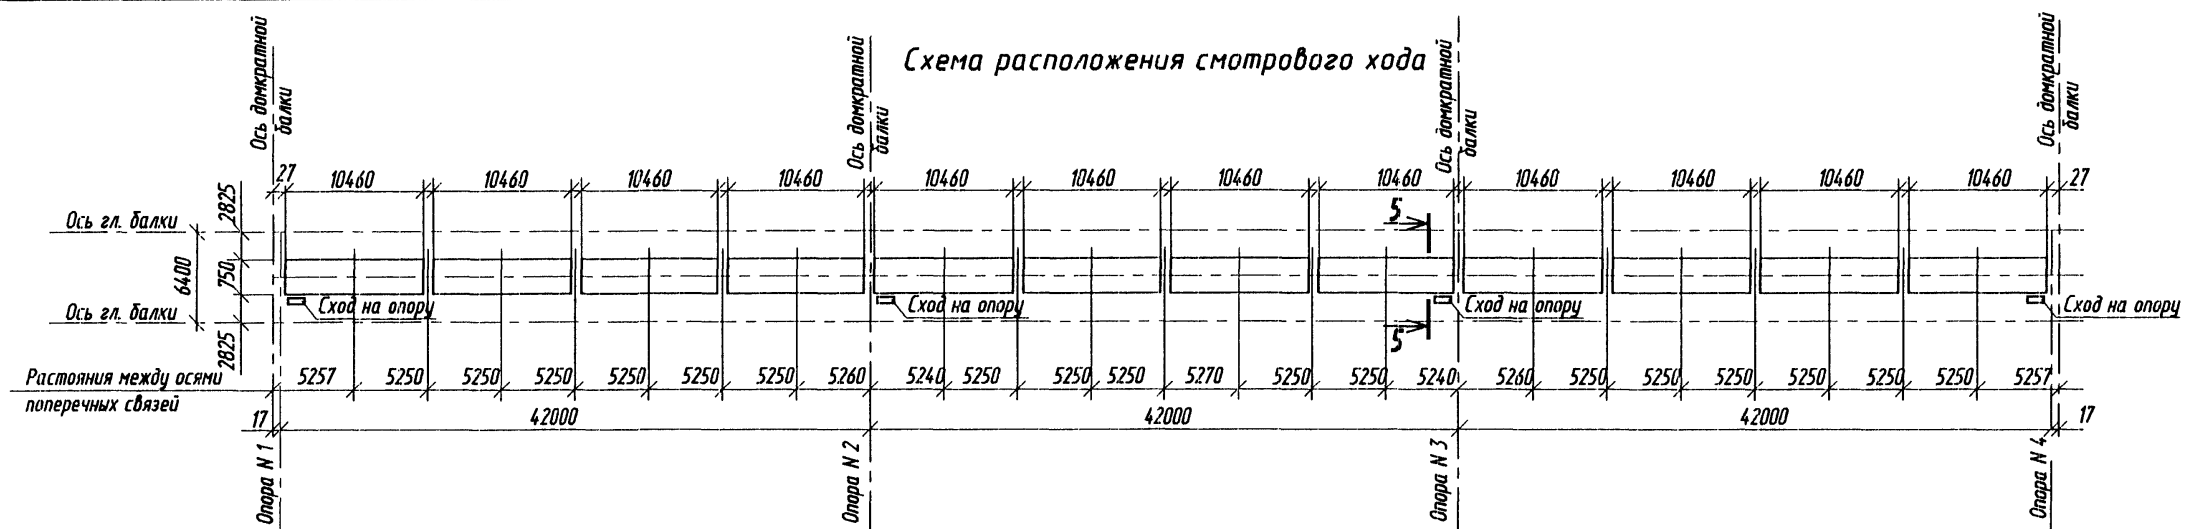 Схема расположения смотрового хода
Ось домкратной
балки
Ось домкратной
балки
Ось домкратной
балки
Ось домкратной
балки
27 10460 10460 10460 10460 10460 10460 10460 10460 10460 10460 10460 10460 27
2825
Ось гл. балки
5
6400
750
Сход на опору
Сход на опору
Сход на опору
Сход на опору
Ось гл. балки
5
2825
Растояния между осями
поперечных связей
5257 5250 5250 5250 5250 5250 5250 5260 5240 5250 5250 5250 5270 5250 5250 5240 5260 5250 5250 5250 5250 5250 5250 5257
17 42000 42000 42000 17
Опора N 1
Опора N 2
Опора N 3
Опора N 4